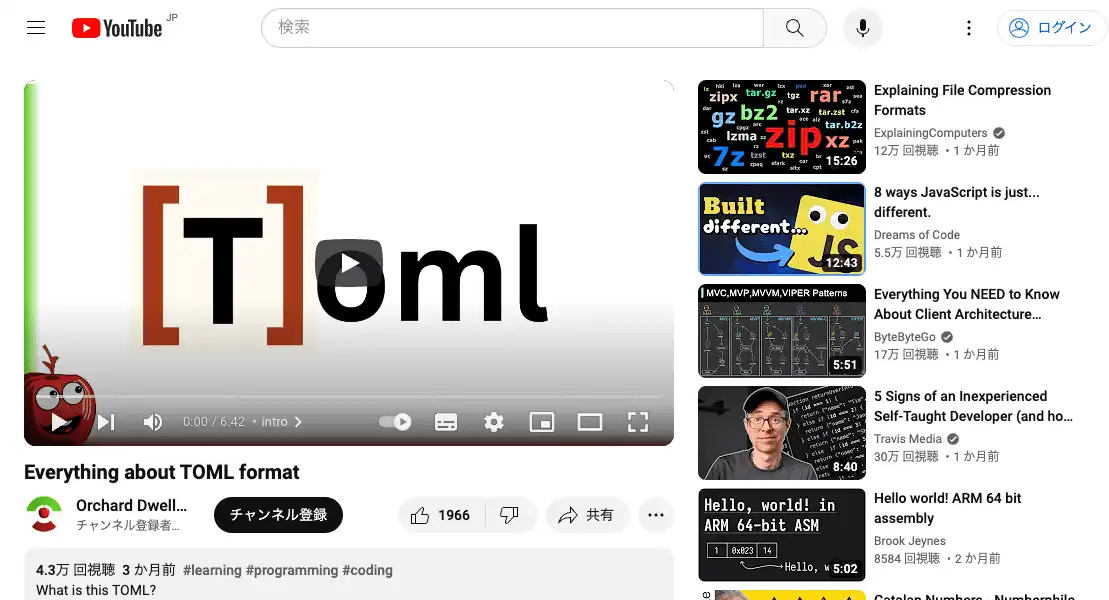 YouTube JP
検索
ログイン
[T]oml
0:00 / 6:42 • intro
Everything about TOML format
Orchard Dwell...
チャンネル登録者...
チャンネル登録
1966
共有
4.3万 回視聴 3 か月前 #learning #programming #coding
What is this TOML?
zipx tar.gz tgz rar
gz bz2 tar.xz tar.zst
lzma zip tar.b2z
7z tzst txz xz
15:26
Explaining File Compression
Formats
ExplainingComputers
12万 回視聴 • 1 か月前
Built
different...
JS
12:43
8 ways JavaScript is just...
different.
Dreams of Code
5.5万 回視聴 • 1 か月前
MVC,MVP,MVVM,VIPER Patterns
5:51
Everything You NEED to Know
About Client Architecture...
ByteByteGo
17万 回視聴 • 1 か月前
8:40
5 Signs of an Inexperienced
Self-Taught Developer (and ho...
Travis Media
30万 回視聴 • 1 か月前
Hello, world! in
ARM 64-bit ASM
1 0x023 14
Hello, w
5:02
Hello world! ARM 64 bit
assembly
Brook Jeynes
8584 回視聴 • 2 か月前
Catalan Numbers - Numberphile